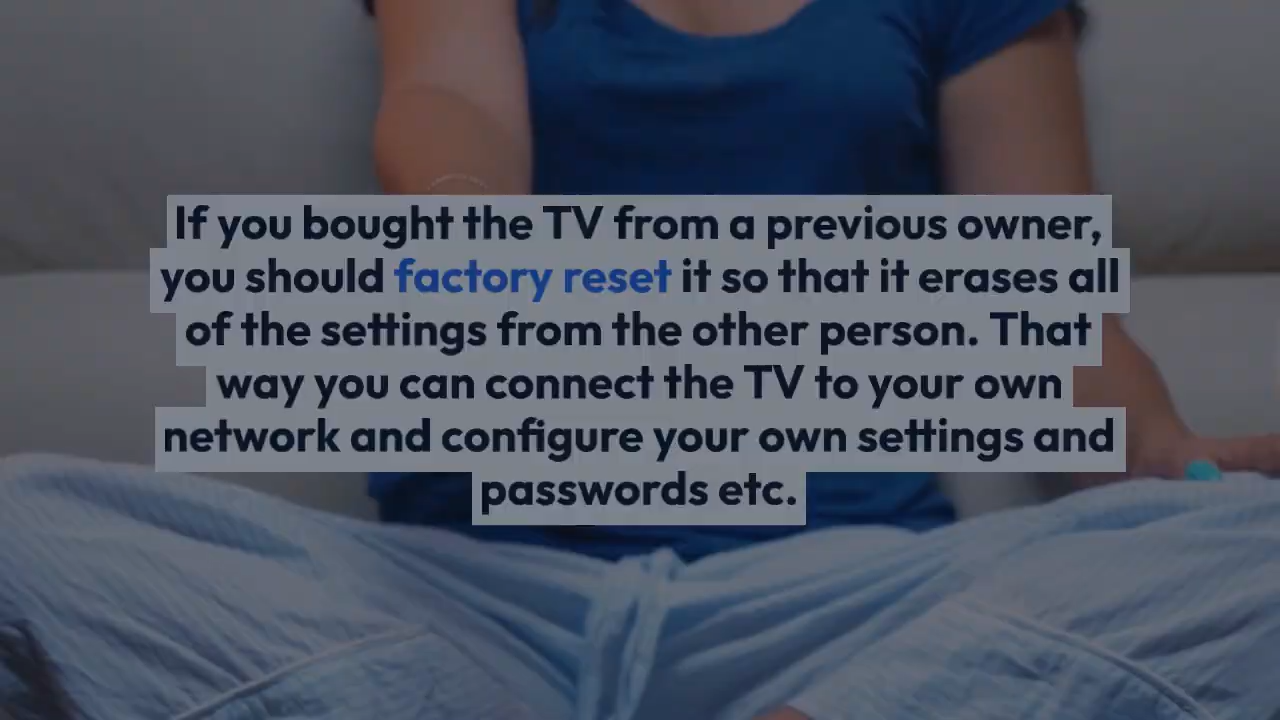 If you bought the TV from a previous owner,
you should factory reset it so that it erases all
of the settings from the other person. That
way you can connect the TV to your own
network and configure your own settings and
passwords etc.